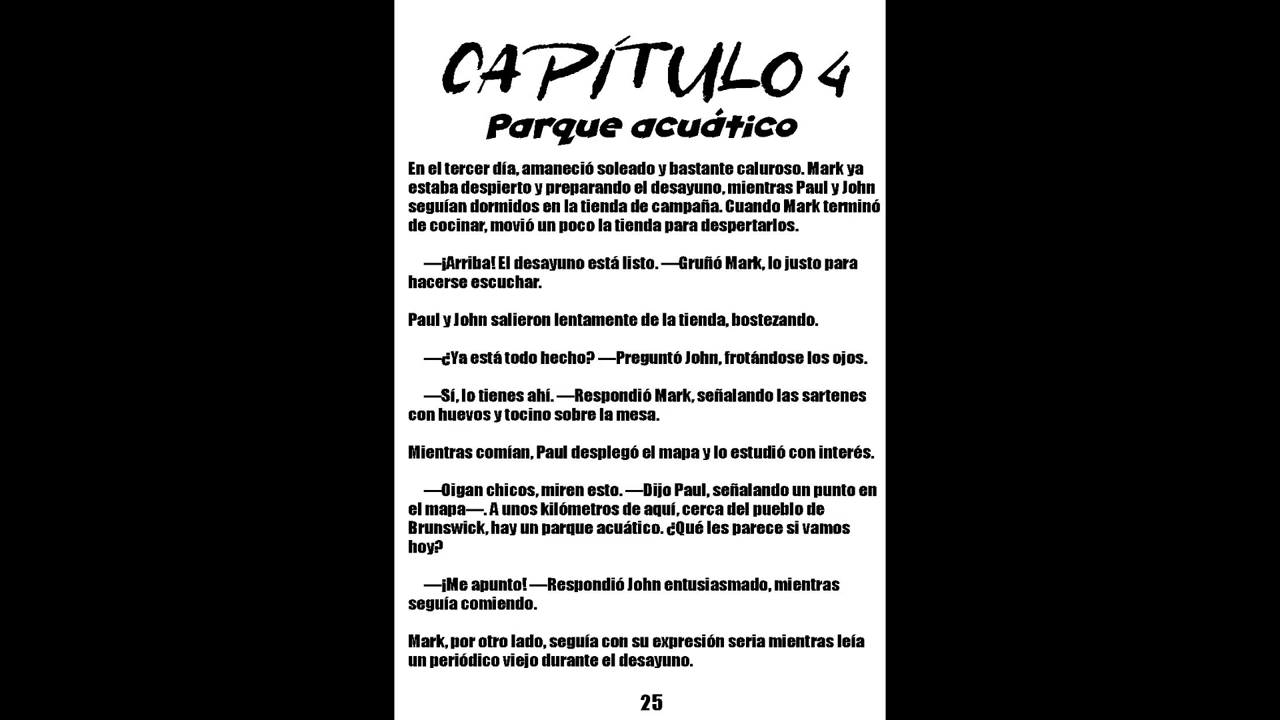 CAPÍTULO 4
Parque acuático
En el tercer día, amaneció soleado y bastante caluroso. Mark ya
estaba despierto y preparando el desayuno, mientras Paul y John
seguían dormidos en la tienda de campaña. Cuando Mark terminó
de cocinar, movió un poco la tienda para despertarlos.
—¡Arriba! El desayuno está listo. —Gruñó Mark, lo justo para
hacerse escuchar.
Paul y John salieron lentamente de la tienda, bostezando.
—¿Ya está todo hecho? —Preguntó John, frotándose los ojos.
—Sí, lo tienes ahí. —Respondió Mark, señalando las sartenes
con huevos y tocino sobre la mesa.
Mientras comían, Paul desplegó el mapa y lo estudió con interés.
—Oigan chicos, miren esto. —Dijo Paul, señalando un punto en
el mapa—. A unos kilómetros de aquí, cerca del pueblo de
Brunswick, hay un parque acuático. ¿Qué les parece si vamos
hoy?
—¡Me apunto! —Respondió John entusiasmado, mientras
seguía comiendo.
Mark, por otro lado, seguía con su expresión seria mientras leía
un periódico viejo durante el desayuno.
25